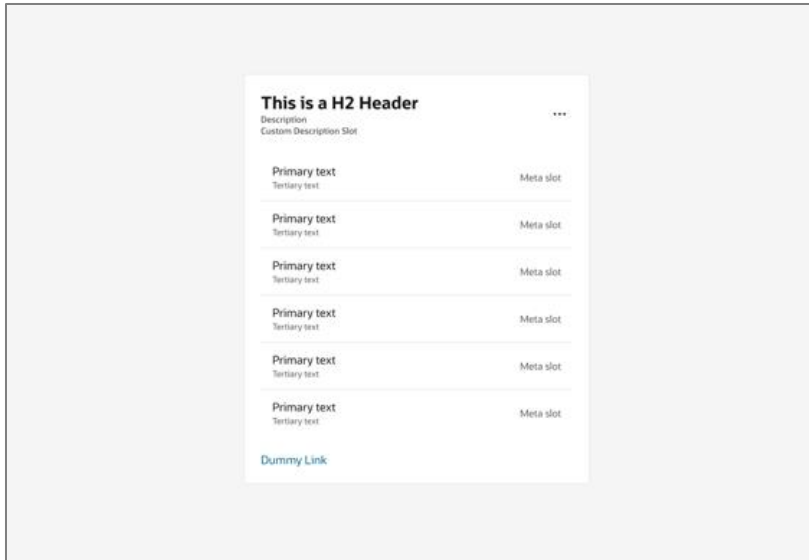 This is a H2 Header
Description
Custom Description Slot
Primary text
Tertiary text
Meta slot
Primary text
Tertiary text
Meta slot
Primary text
Tertiary text
Meta slot
Primary text
Tertiary text
Meta slot
Primary text
Tertiary text
Meta slot
Primary text
Tertiary text
Meta slot
Dummy Link